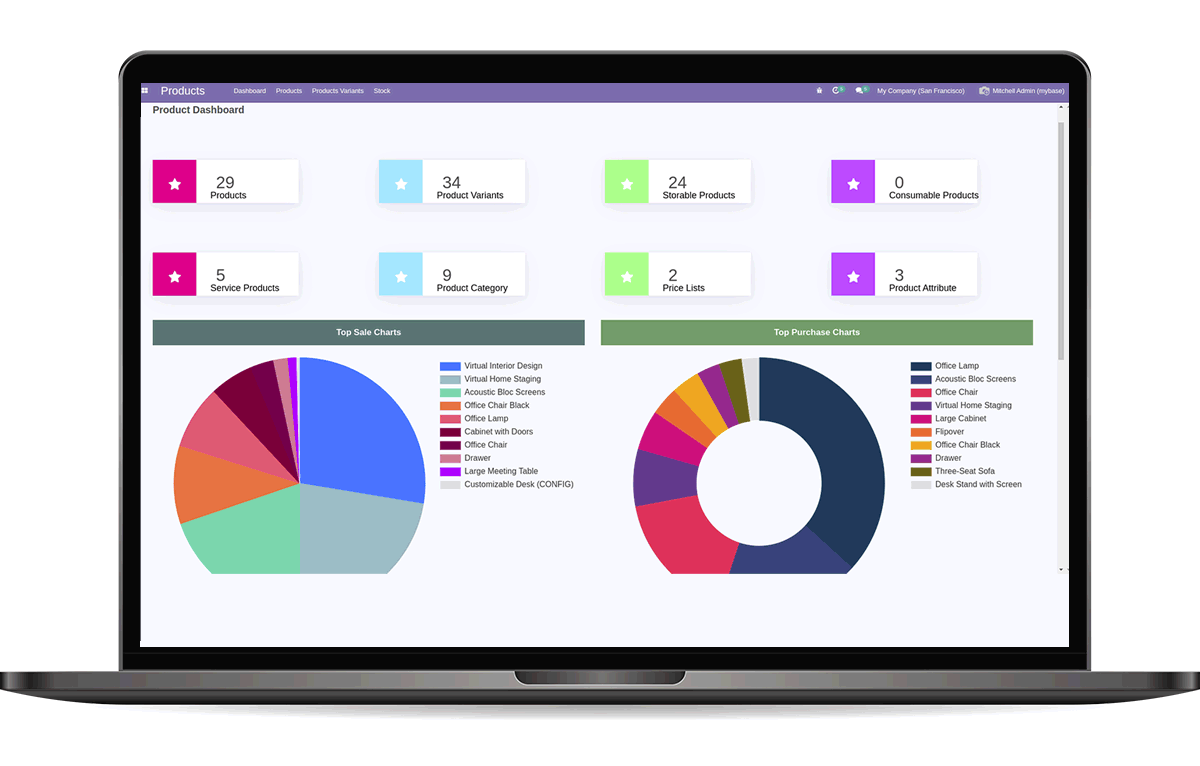 Products Dashboard Products Products Variants Stock My Company (San Francisco) Mitchell Admin (mybase)
Product Dashboard
29
Products
34
Product Variants
24
Storable Products
0
Consumable Products
5
Service Products
9
Product Category
2
Price Lists
3
Product Attribute
Top Sale Charts
Virtual Interior Design
Virtual Home Staging
Acoustic Bloc Screens
Office Chair Black
Office Lamp
Cabinet with Doors
Office Chair
Drawer
Large Meeting Table
Customizable Desk (CONFIG)
Top Purchase Charts
Office Lamp
Acoustic Bloc Screens
Office Chair
Virtual Home Staging
Large Cabinet
Flipover
Office Chair Black
Drawer
Three-Seat Sofa
Desk Stand with Screen